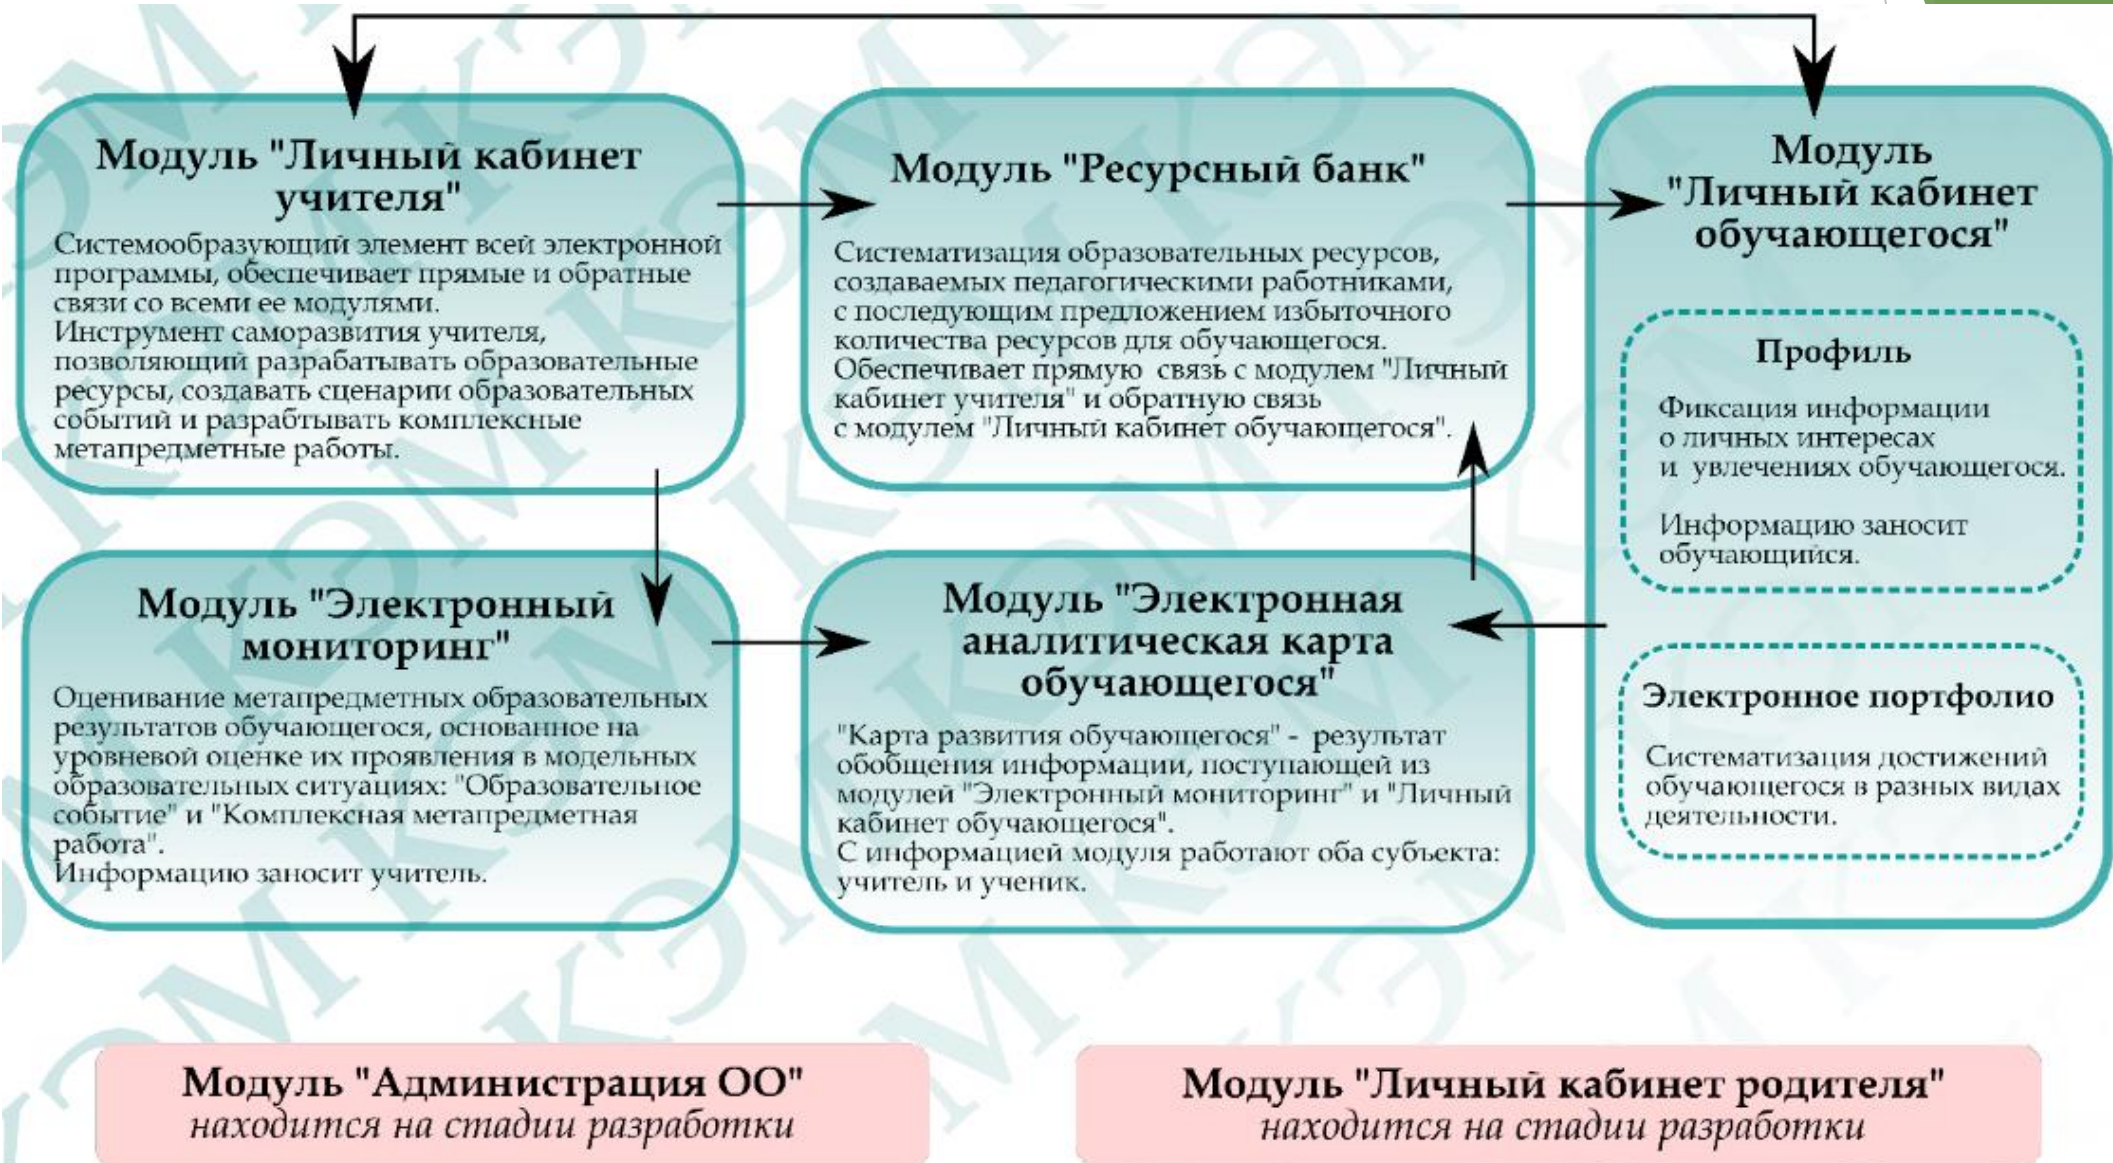 Модуль "Личный кабинет
учителя"
Системообразующий элемент всей электронной
программы, обеспечивает прямые и обратные
связи со всеми ее модулями.
Инструмент саморазвития учителя,
позволяющий разрабатывать образовательные
ресурсы, создавать сценарии образовательных
событий и разрабтывать комплексные
метапредметные работы.
Модуль "Ресурсный банк"
Систематизация образовательных ресурсов,
создаваемых педагогическими работниками,
с последующим предложением избыточного
количества ресурсов для обучающегося.
Обеспечивает прямую связь с модулем "Личный
кабинет учителя" и обратную связь
с модулем "Личный кабинет обучающегося".
Модуль
"Личный кабинет
обучающегося"
Профиль
Фиксация информации
о личных интересах
и увлечениях обучающегося.
Информацию заносит
обучающийся.
Электронное портфолио
Систематизация достижений
обучающегося в разных видах
деятельности.
Модуль "Электронный
мониторинг"
Оценивание метапредметных образовательных
результатов обучающегося, основанное на
уровневой оценке их проявления в модельных
образовательных ситуациях: "Образовательное
событие" и "Комплексная метапредметная
работа".
Информацию заносит учитель.
Модуль "Электронная
аналитическая карта
обучающегося"
"Карта развития обучающегося" - результат
обобщения информации, поступающей из
модулей "Электронный мониторинг" и "Личный
кабинет обучающегося".
С информацией модуля работают оба субъекта:
учитель и ученик.
Модуль "Администрация ОО"
находится на стадии разработки
Модуль "Личный кабинет родителя"
находится на стадии разработки